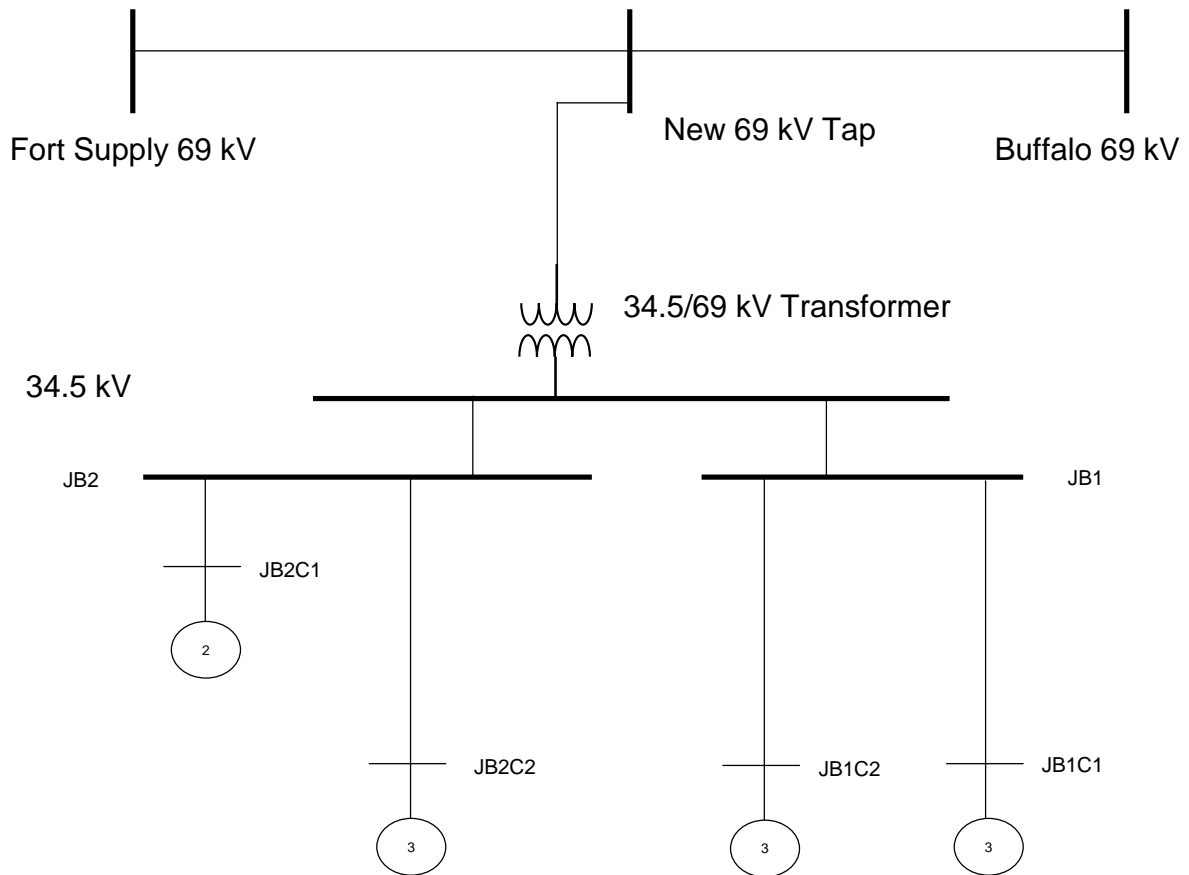 Fort Supply 69 kV
New 69 kV Tap
Buffalo 69 kV
34.5/69 kV Transformer
34.5 kV
JB2
JB1
JB2C1
2
JB2C2
JB1C2
JB1C1
3
3
3